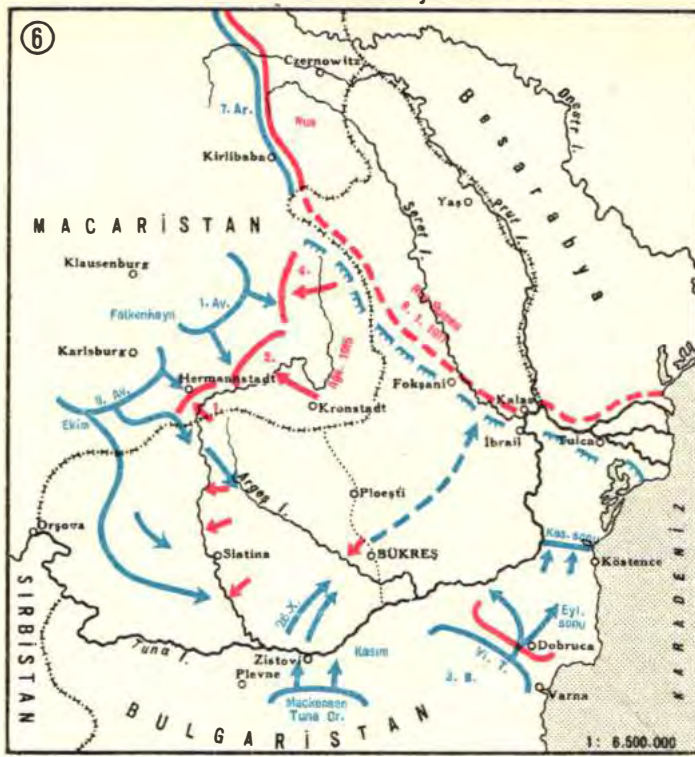 6
Czernowitz
Dnestr I.
Besarabya
7. Ar.
Rus
Kirlibaba
Yaş
Prut I.
Seret I.
MACARİSTAN
Klausenburg
4.
1. Av.
Falkenhayn
Karlsburg
2.
Hermannstadt
9. Av.
Ekim
1.
Kronstadt
Fokşani
Kalas
İbrail
Tulca
Argeş I.
Ploeşti
Orşova
Slatina
BÜKREŞ
Kas. sonu
Köstence
KARADENİZ
SIRBİSTAN
Tuna I.
Zistovi
Kasım
Plevne
Mackensen
Tuna Or.
Eyl.
sonu
Dobruca
3. B.
Varna
BULGARİSTAN
1: 6.500.000